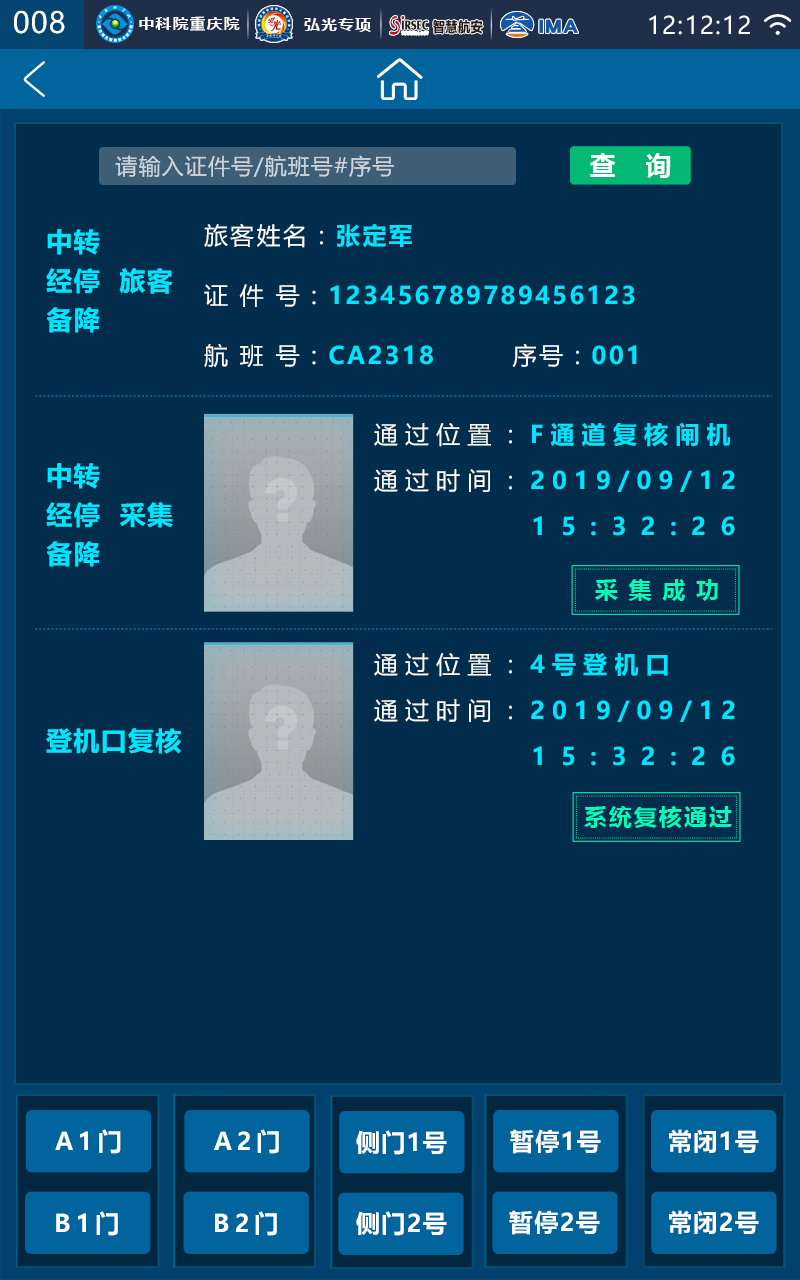 008 中科院重庆院 弘光专项 SiRSEC 智慧航安 IMA 12:12:12
请输入证件号/航班号#序号 查 询
中转
经停 旅客
备降
旅客姓名：张定军
证 件 号：123456789789456123
航 班 号：CA2318 序号：001
中转
经停 采集
备降
?
通过位置：F通道复核闸机
通过时间：2019/09/12
15:32:26
采集成功
登机口复核
?
通过位置：4号登机口
通过时间：2019/09/12
15:32:26
系统复核通过
A1门 A2门 侧门1号 暂停1号 常闭1号
B1门 B2门 侧门2号 暂停2号 常闭2号